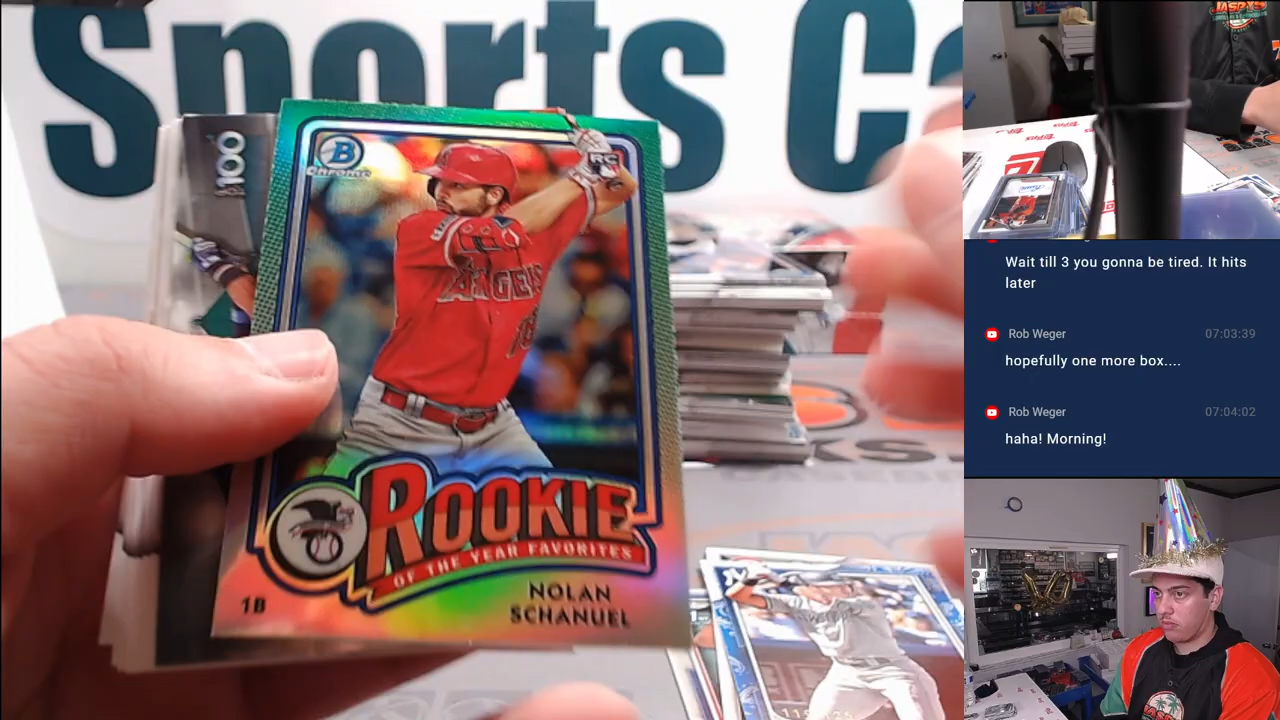 Sports Ca
100
B
Chrome
RC
ANGELS
ROOKIE
OF THE YEAR FAVORITES
1B
NOLAN
SCHANUEL
JASPY'S
Wait till 3 you gonna be tired. It hits
later
Rob Weger 07:03:39
hopefully one more box....
Rob Weger 07:04:02
haha! Morning!